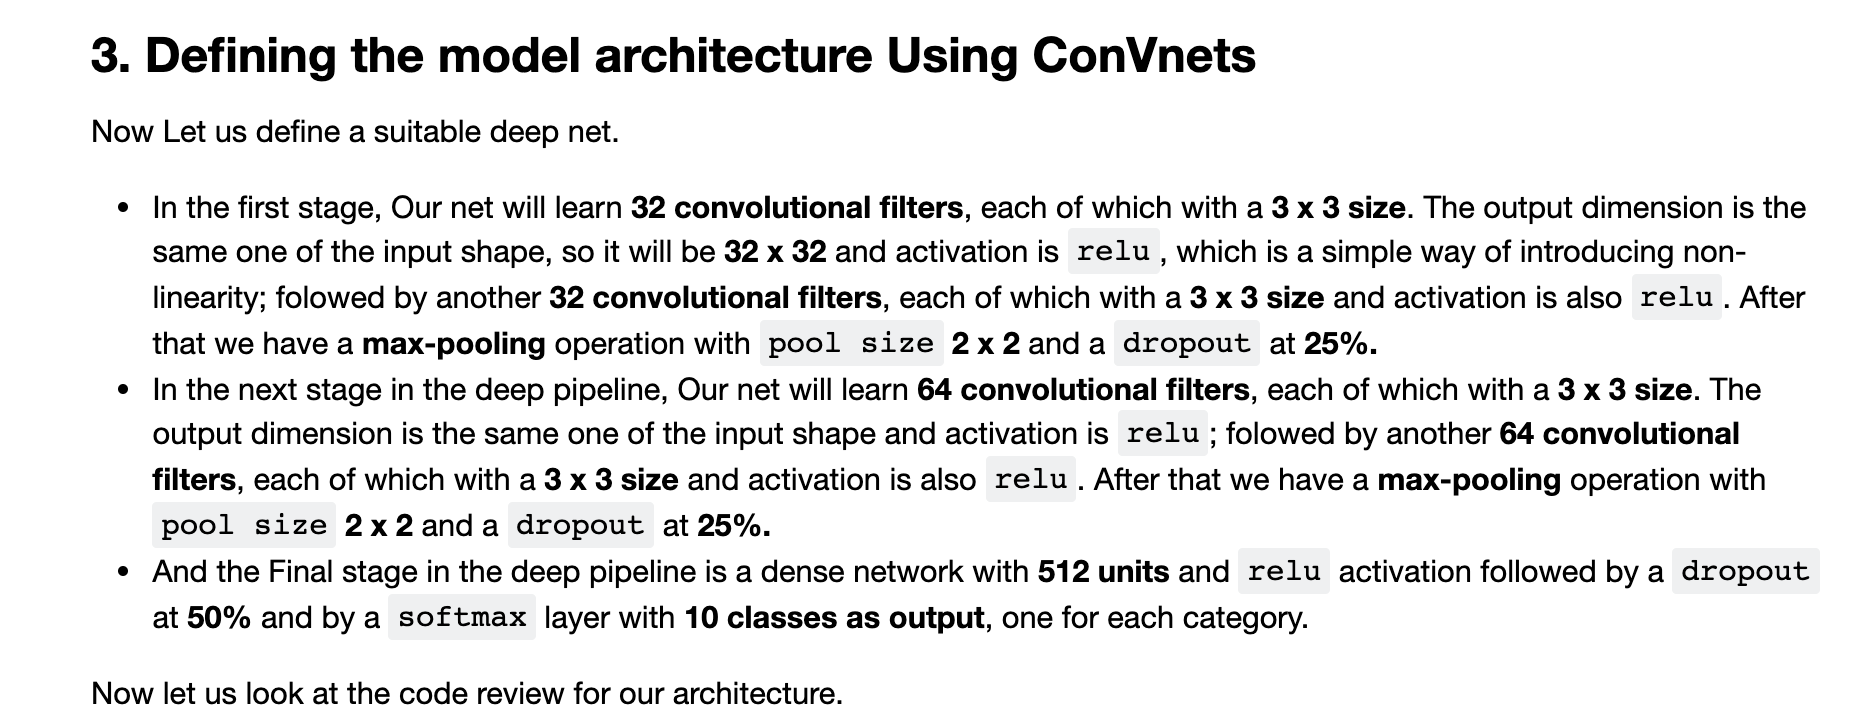 3. Defining the model architecture Using ConVnets
Now Let us define a suitable deep net.
• In the first stage, Our net will learn 32 convolutional filters, each of which with a 3 x 3 size. The output dimension is the
same one of the input shape, so it will be 32 x 32 and activation is relu , which is a simple way of introducing non-
linearity; folowed by another 32 convolutional filters, each of which with a 3 x 3 size and activation is also relu . After
that we have a max-pooling operation with pool size 2 x 2 and a dropout at 25%.
• In the next stage in the deep pipeline, Our net will learn 64 convolutional filters, each of which with a 3 x 3 size. The
output dimension is the same one of the input shape and activation is relu ; folowed by another 64 convolutional
filters, each of which with a 3 x 3 size and activation is also relu . After that we have a max-pooling operation with
pool size 2 x 2 and a dropout at 25%.
• And the Final stage in the deep pipeline is a dense network with 512 units and relu activation followed by a dropout
at 50% and by a softmax layer with 10 classes as output, one for each category.
Now let us look at the code review for our architecture.